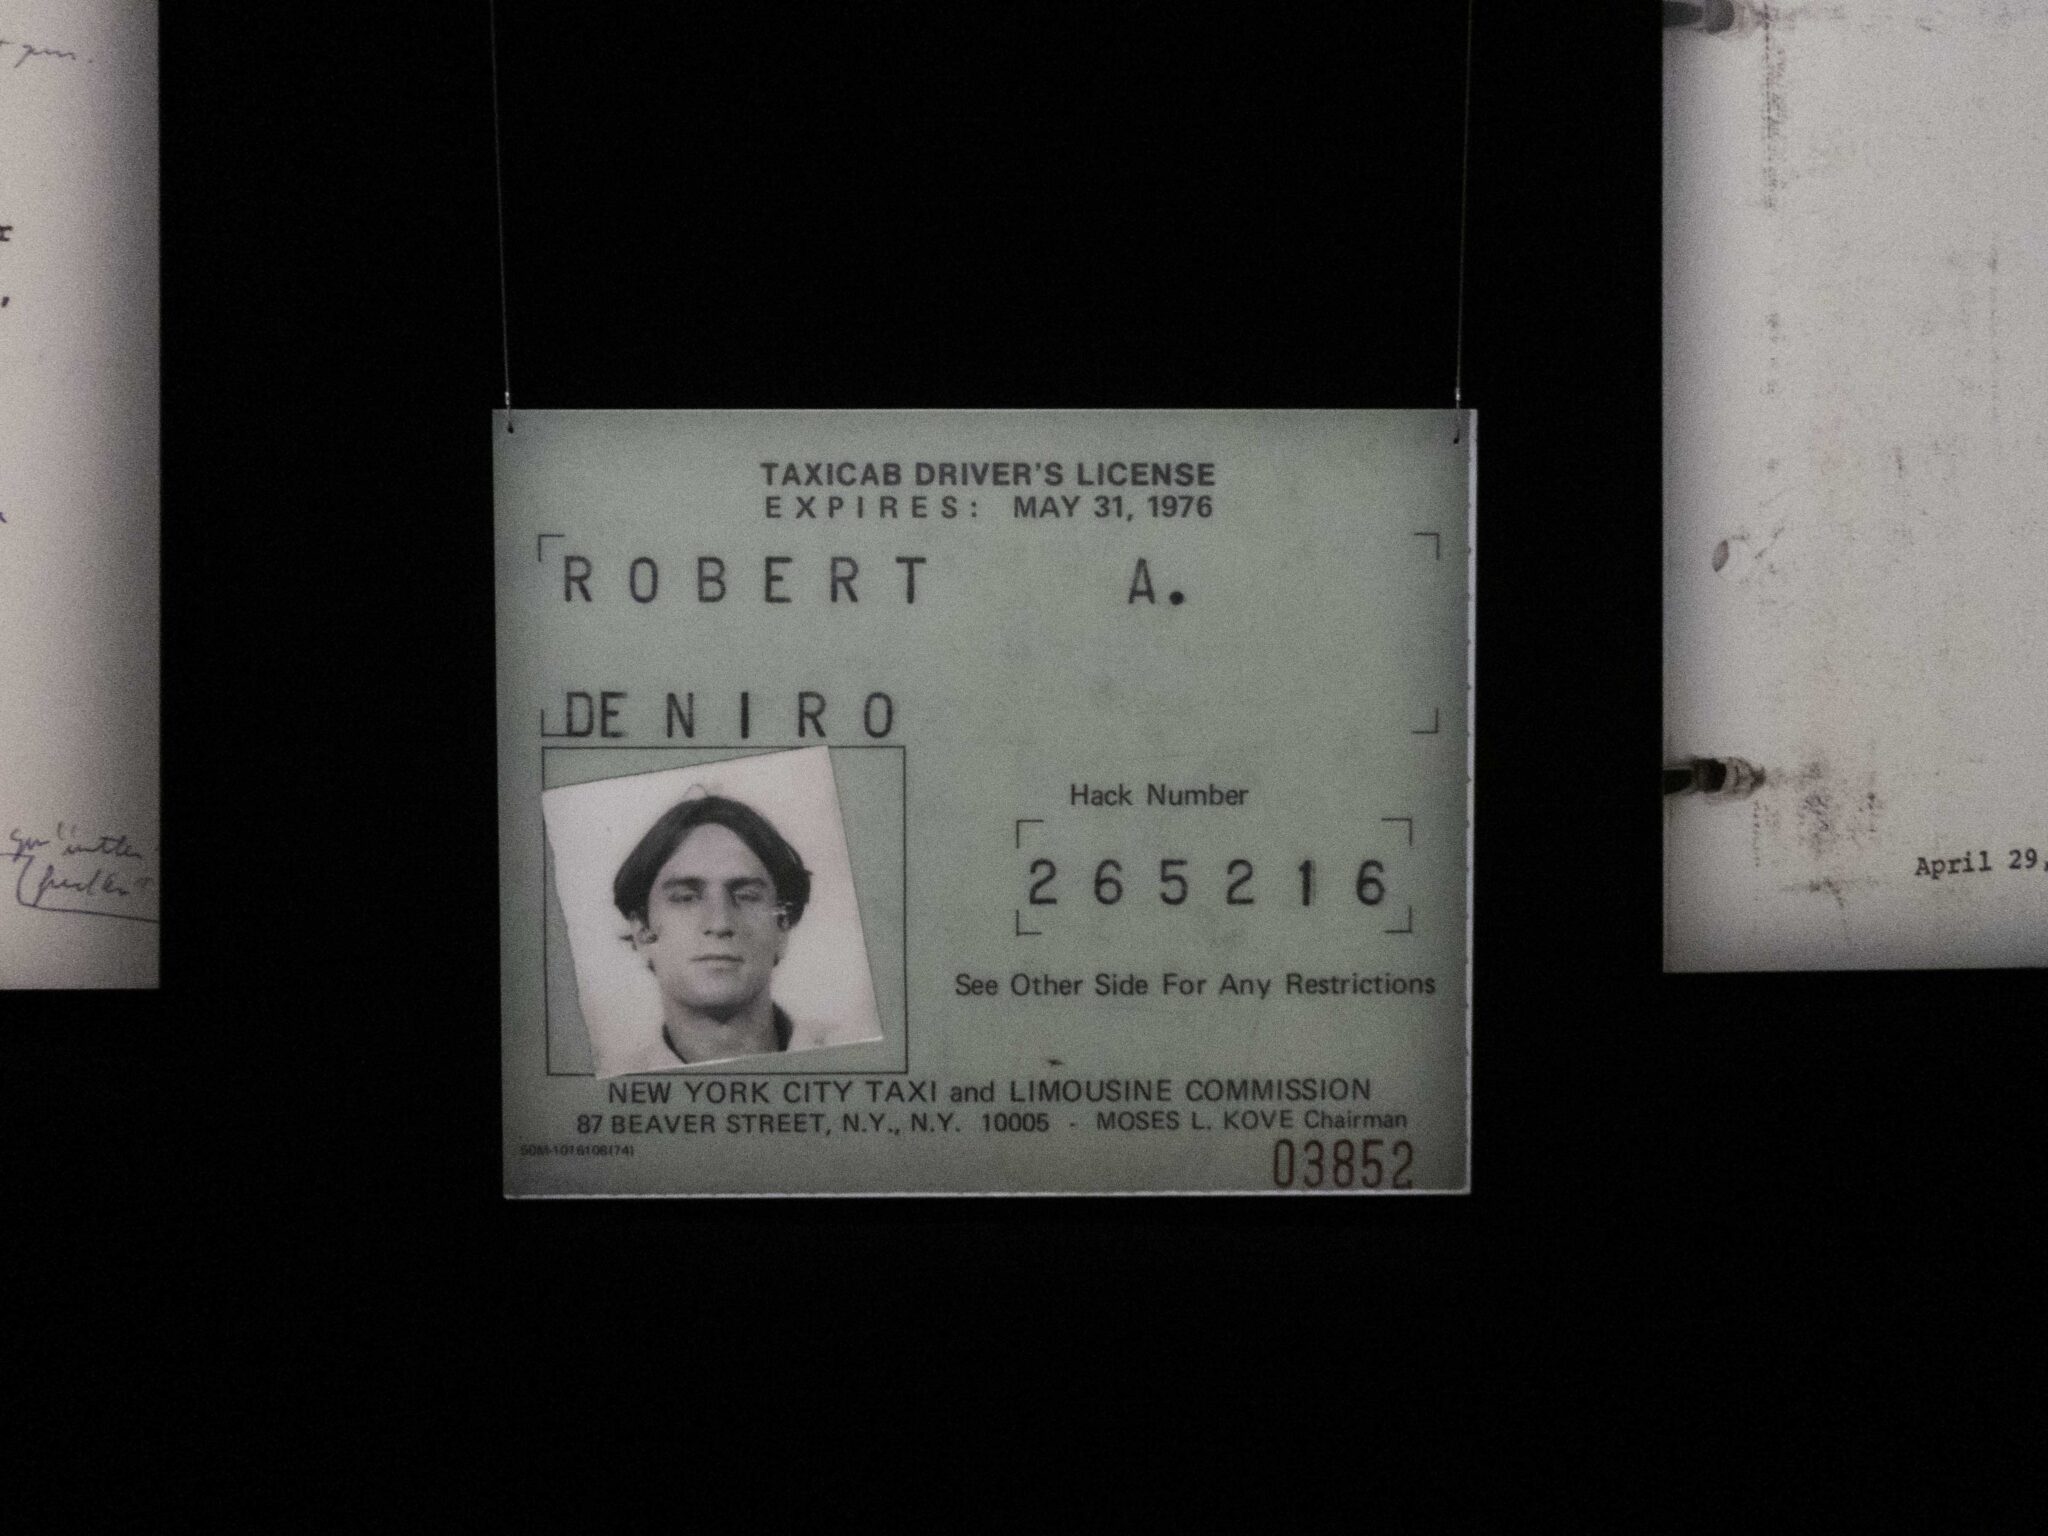 TAXICAB DRIVER'S LICENSE
EXPIRES: MAY 31, 1976
ROBERT A.
DE NIRO
Hack Number
265216
See Other Side For Any Restrictions
NEW YORK CITY TAXI and LIMOUSINE COMMISSION
87 BEAVER STREET, N.Y., N.Y. 10005 - MOSES L. KOVE Chairman
03852
April 29,